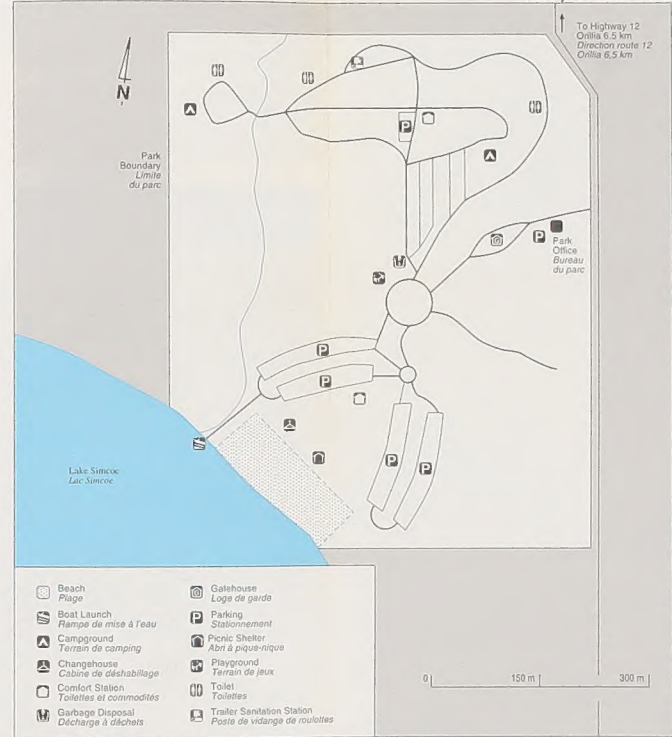 To Highway 12
Orillia 6,5 km
Direction route 12
Orillia 6,5 km
N
Park
Boundary
Limite
du parc
P
P
Park
Office
Bureau
du parc
P
P
P
P
Lake Simcoe
Lac Simcoe
Beach
Plage
Boat Launch
Rampe de mise à l'eau
Campground
Terrain de camping
Changehouse
Cabine de déshabillage
Comfort Station
Toilettes et commodités
Garbage Disposal
Décharge à déchets
Gatehouse
Loge de garde
P
Parking
Stationnement
Picnic Shelter
Abri à pique-nique
Playground
Terrain de jeux
Toilet
Toilettes
Trailer Sanitation Station
Poste de vidange de roulottes
0 150 m 300 m